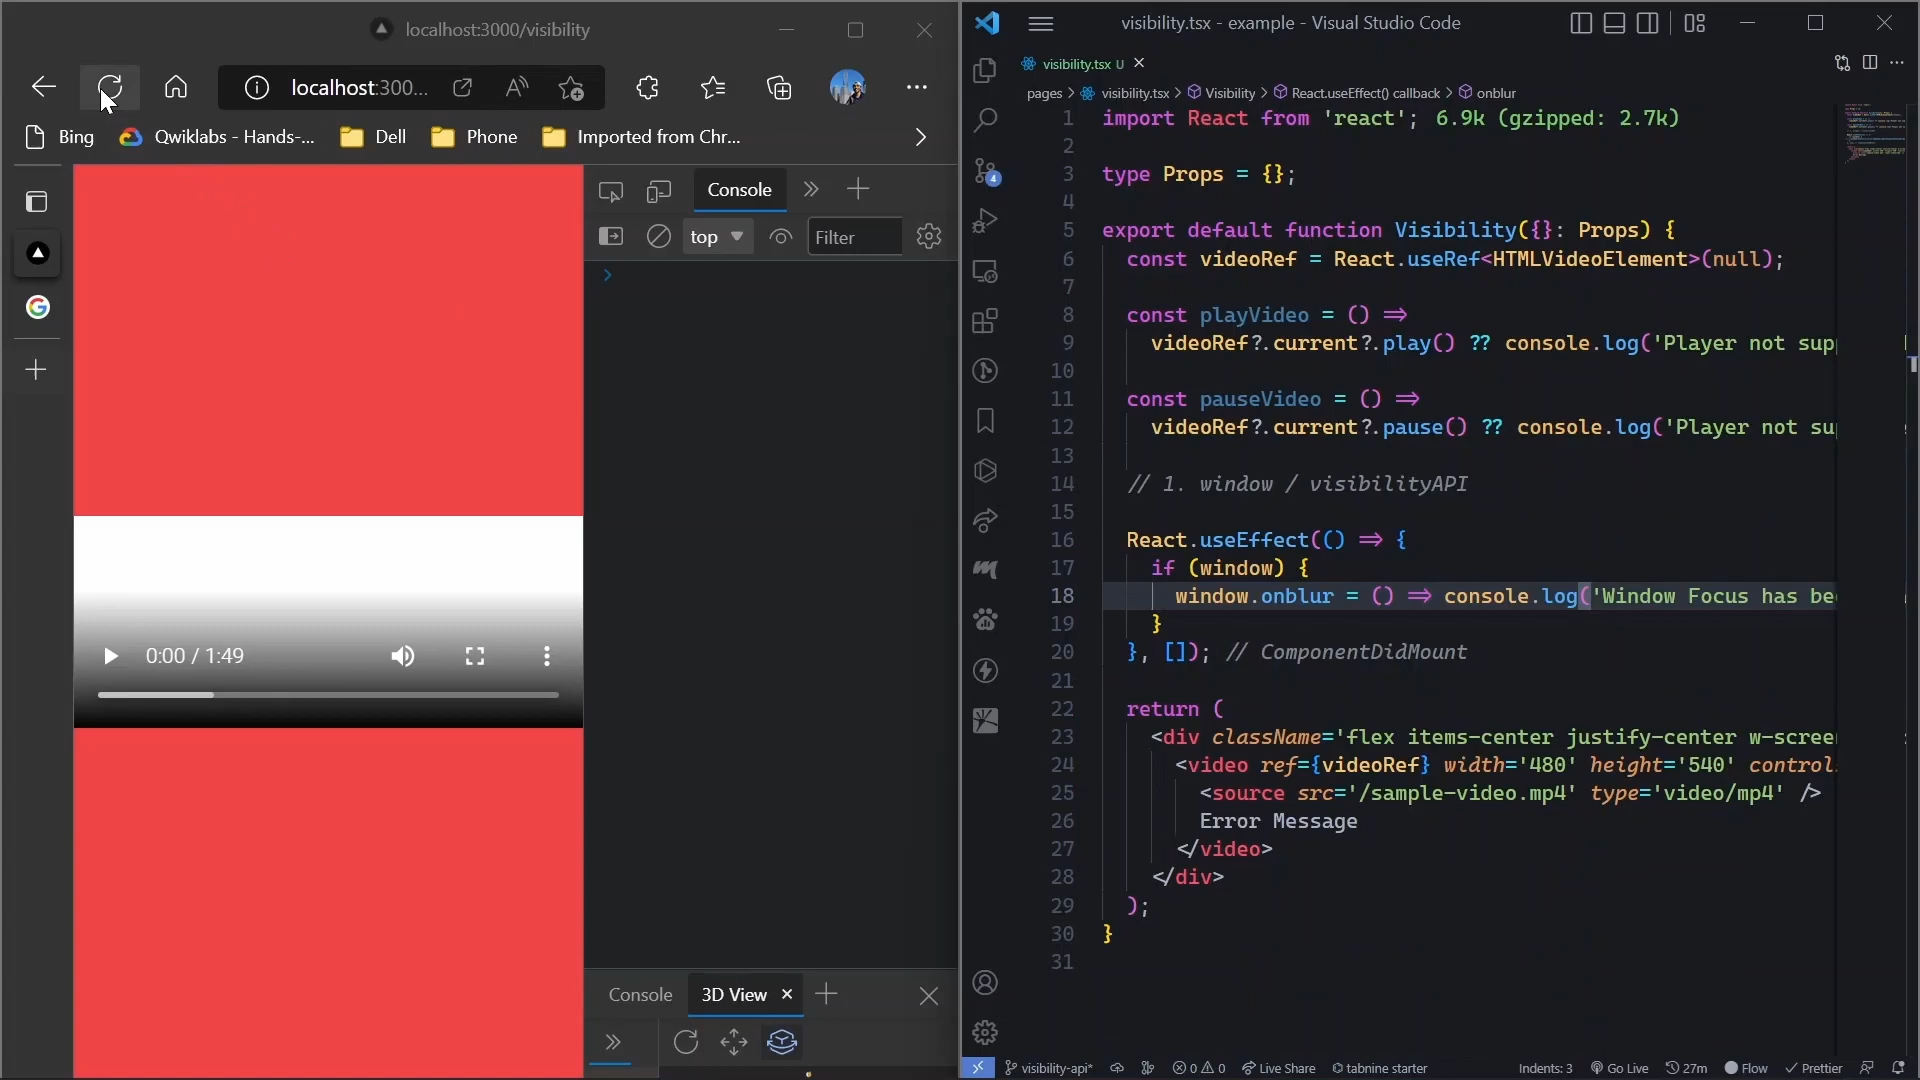 localhost:3000/visibility
localhost:300...
Bing
Qwiklabs - Hands-...
Dell
Phone
Imported from Chr...
Console
top
Filter
0:00 / 1:49
Console
3D View
visibility.tsx - example - Visual Studio Code
visibility.tsx U
pages > visibility.tsx > Visibility > React.useEffect() callback > onblur
1 import React from 'react'; 6.9k (gzipped: 2.7k)
2
3 type Props = {};
4
5 export default function Visibility({}: Props) {
6 const videoRef = React.useRef<HTMLVideoElement>(null);
7
8 const playVideo = () =>
9 videoRef?.current?.play() ?? console.log('Player not supp
10
11 const pauseVideo = () =>
12 videoRef?.current?.pause() ?? console.log('Player not su
13
14 // 1. window / visibilityAPI
15
16 React.useEffect(() => {
17 if (window) {
18 window.onblur = () => console.log('Window Focus has be
19 }
20 }, []); // ComponentDidMount
21
22 return (
23 <div className='flex items-center justify-center w-screen
24 <video ref={videoRef} width='480' height='540' control
25 <source src='/sample-video.mp4' type='video/mp4' />
26 Error Message
27 </video>
28 </div>
29 );
30 }
31
4
visibility-api*
0 0
Live Share
tabnine starter
Indents: 3
Go Live
27m
Flow
Prettier